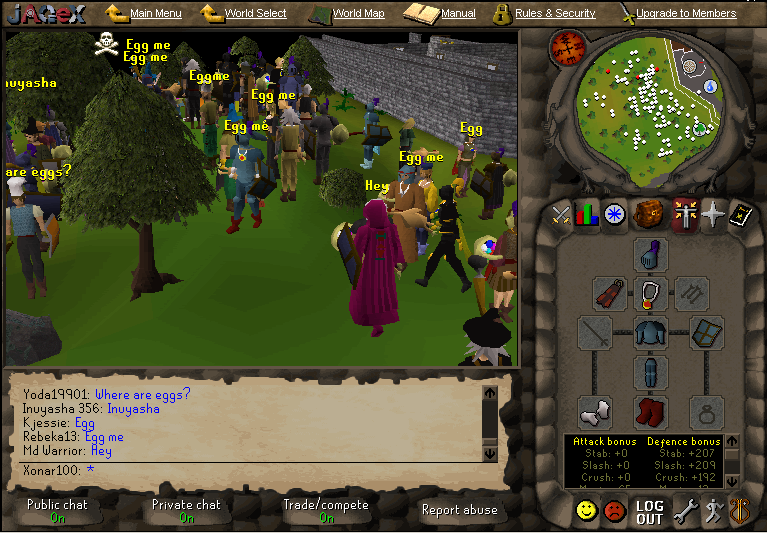 JAGEX Main Menu World Select World Map Manual Rules & Security Upgrade to Members
Egg me
Egg me
Eggme
nuyasha
Egg me
Egg me
Egg
Egg me
are eggs?
Hey
Yoda19901: Where are eggs?
Inuyasha 356: Inuyasha
Kjessie: Egg
Rebeka13: Egg me
Md Warrior: Hey
Xonar100: *
Public chat
On
Private chat
On
Trade/compete
On
Report abuse
Attack bonus Defence bonus
Stab: +0 Stab: +207
Slash: +0 Slash: +209
Crush: +0 Crush: +192
LOG
OUT